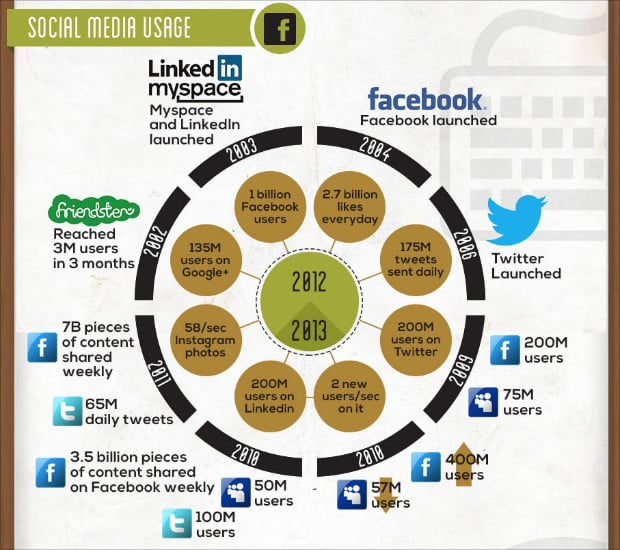 SOCIAL MEDIA USAGE
f
Linked in
myspace
Myspace
and LinkedIn
launched
facebook
Facebook launched
2003
2004
friendster
Reached
3M users
in 3 months
2002
2006
Twitter
Launched
1 billion
Facebook
users
2.7 billion
likes
everyday
135M
users on
Google+
175M
tweets
sent daily
2012
2013
58/sec
Instagram
photos
200M
users on
Twitter
200M
users on
Linkedin
2 new
users/sec
on it
f
7B pieces
of content
shared
weekly
2011
t
65M
daily tweets
f
3.5 billion pieces
of content shared
on Facebook weekly
2010
50M
users
t
100M
users
2009
f
200M
users
75M
users
2010
f
400M
users
57M
users